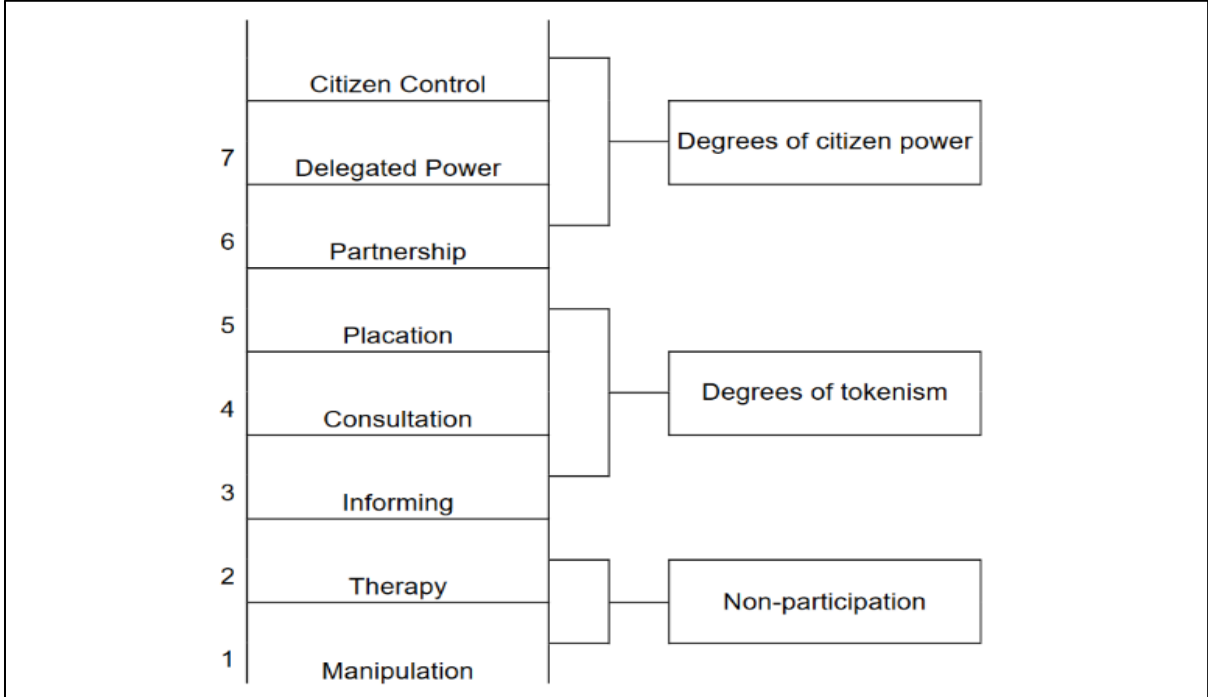 Citizen Control
Degrees of citizen power
7
Delegated Power
6
Partnership
5
Placation
Degrees of tokenism
4
Consultation
3
Informing
2
Therapy
Non-participation
1
Manipulation